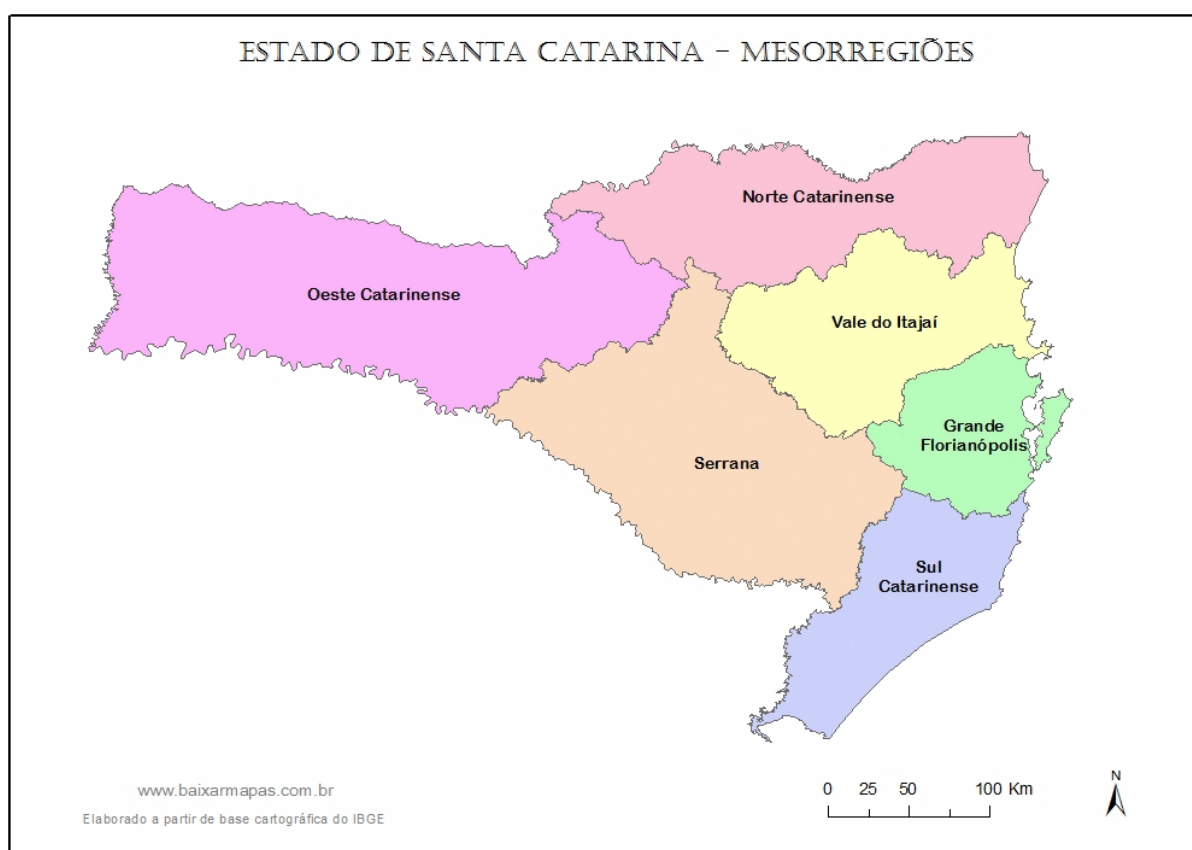 ESTADO DE SANTA CATARINA - MESORREGIÕES
Norte Catarinense
Oeste Catarinense
Vale do Itajaí
Grande
Florianópolis
Serrana
Sul
Catarinense
www.baixarmapas.com.br
Elaborado a partir de base cartográfica do IBGE
0 25 50 100 Km
N